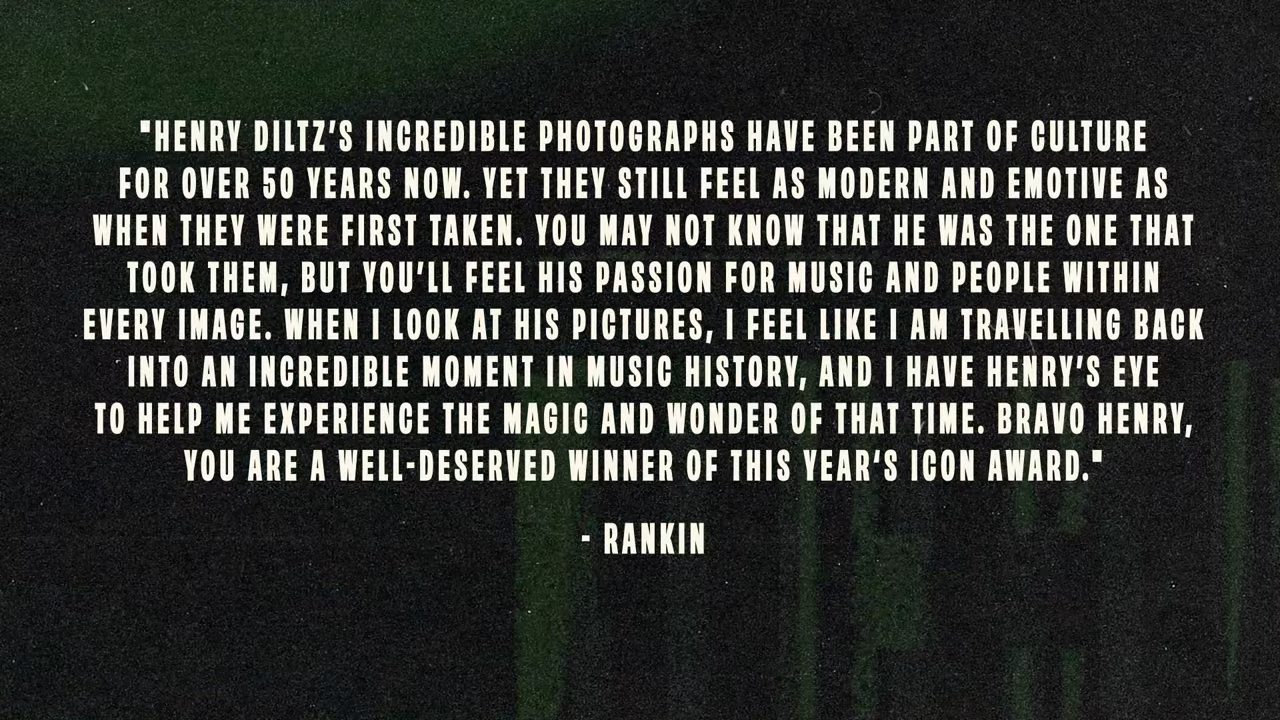 "HENRY DILTZ'S INCREDIBLE PHOTOGRAPHS HAVE BEEN PART OF CULTURE
FOR OVER 50 YEARS NOW. YET THEY STILL FEEL AS MODERN AND EMOTIVE AS
WHEN THEY WERE FIRST TAKEN. YOU MAY NOT KNOW THAT HE WAS THE ONE THAT
TOOK THEM, BUT YOU'LL FEEL HIS PASSION FOR MUSIC AND PEOPLE WITHIN
EVERY IMAGE. WHEN I LOOK AT HIS PICTURES, I FEEL LIKE I AM TRAVELLING BACK
INTO AN INCREDIBLE MOMENT IN MUSIC HISTORY, AND I HAVE HENRY'S EYE
TO HELP ME EXPERIENCE THE MAGIC AND WONDER OF THAT TIME. BRAVO HENRY,
YOU ARE A WELL-DESERVED WINNER OF THIS YEAR‘S ICON AWARD."
- RANKIN